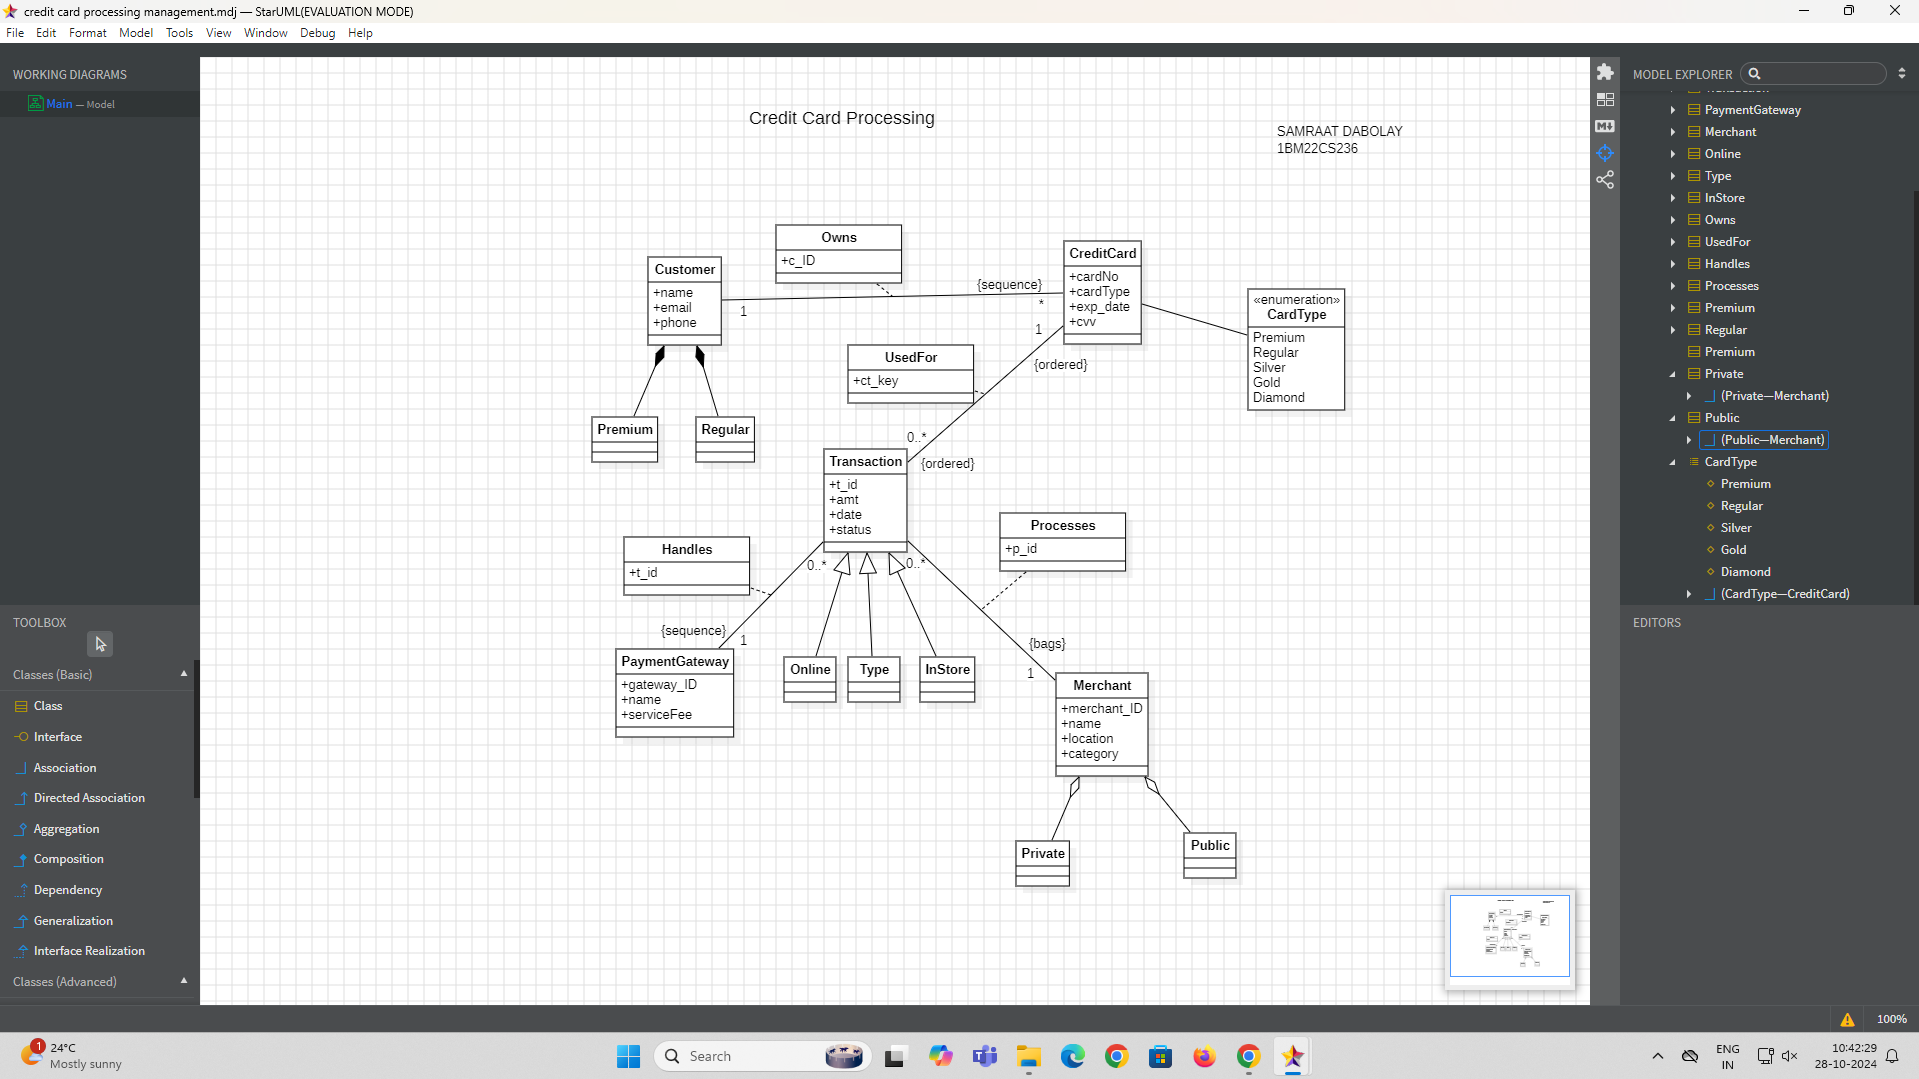 credit card processing management.mdj — StarUML(EVALUATION MODE)
File Edit Format Model Tools View Window Debug Help
WORKING DIAGRAMS
Main — Model
TOOLBOX
Classes (Basic)
Class
Interface
Association
Directed Association
Aggregation
Composition
Dependency
Generalization
Interface Realization
Classes (Advanced)
Credit Card Processing
SAMRAAT DABOLAY
1BM22CS236
Owns
+c_ID
Customer
+name
+email
+phone
1
{sequence}
*
CreditCard
+cardNo
+cardType
+exp_date
+cvv
1
{ordered}
«enumeration»
CardType
Premium
Regular
Silver
Gold
Diamond
UsedFor
+ct_key
Premium
Regular
0..*
{ordered}
Transaction
+t_id
+amt
+date
+status
Processes
+p_id
Handles
+t_id
0..*
0..*
{sequence}
1
{bags}
1
PaymentGateway
+gateway_ID
+name
+serviceFee
Online
Type
InStore
Merchant
+merchant_ID
+name
+location
+category
Private
Public
MODEL EXPLORER
Transaction
PaymentGateway
Merchant
Online
Type
InStore
Owns
UsedFor
Handles
Processes
Premium
Regular
Premium
Private
(Private—Merchant)
Public
(Public—Merchant)
CardType
Premium
Regular
Silver
Gold
Diamond
(CardType—CreditCard)
EDITORS
100%
1
24°C
Mostly sunny
Search
ENG
IN
10:42:29
28-10-2024